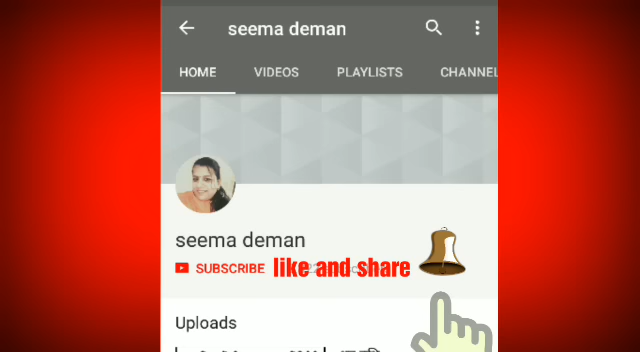 seema deman
HOME VIDEOS PLAYLISTS CHANNEL
seema deman
SUBSCRIBE like and share
Uploads